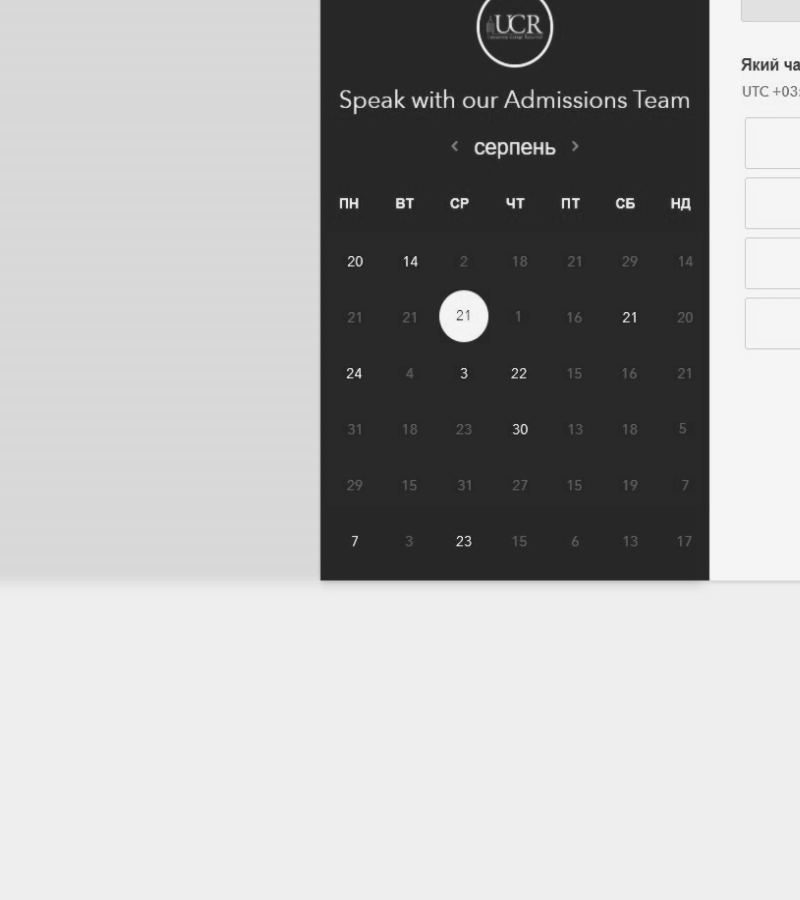 UCR
Який ча
Speak with our Admissions Team
UTC +03:
< серпень >
ПН ВТ СР ЧТ ПТ СБ НД
20 14 2 18 21 29 14
21 21 21 1 16 21 20
24 4 3 22 15 16 21
31 18 23 30 13 18 5
29 15 31 27 15 19 7
7 3 23 15 6 13 17